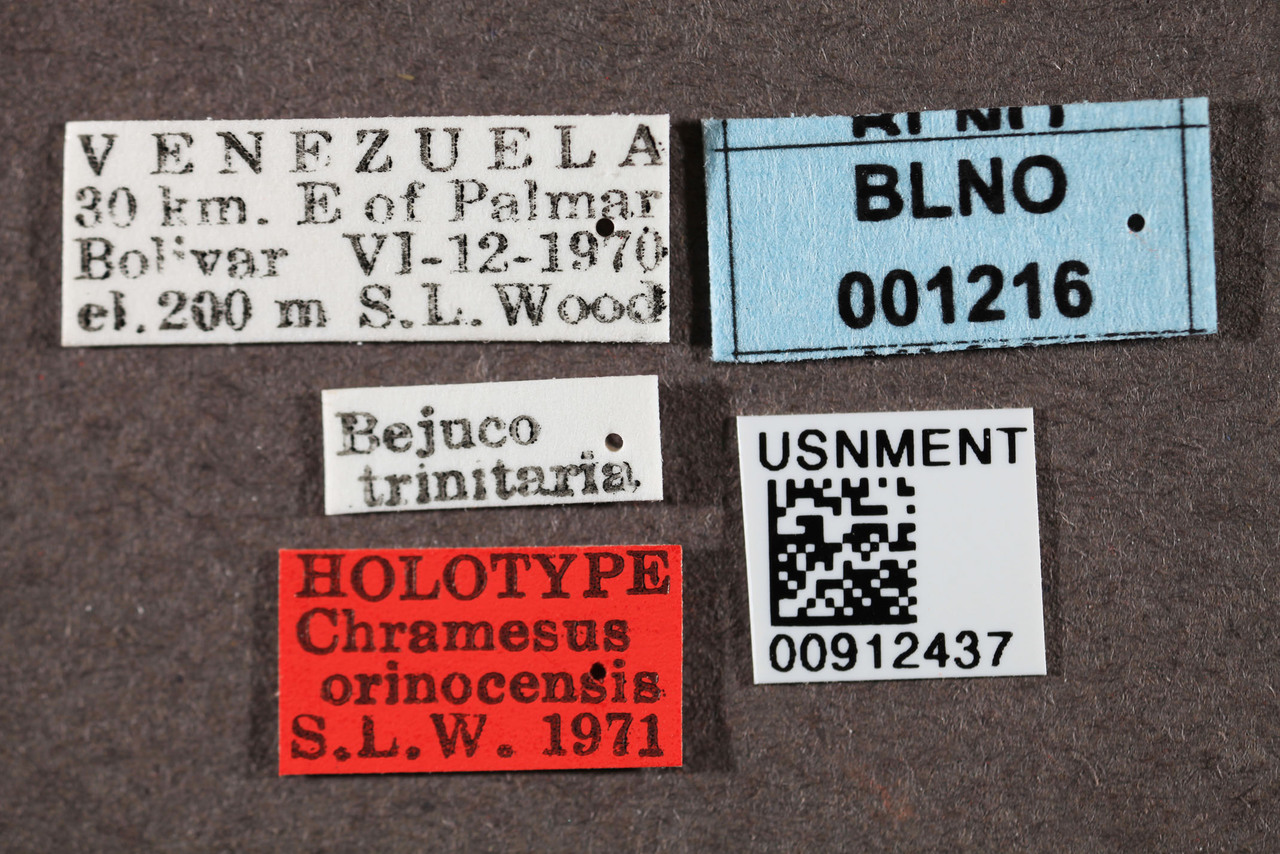 VENEZUELA
30 km. E of Palmar
Bolivar VI-12-1970
el. 200 m S.L. Wood
BLNO
001216
Bejuco
trinitaria
USNMENT
00912437
HOLOTYPE
Chramesus
orinocensis
S.L.W. 1971